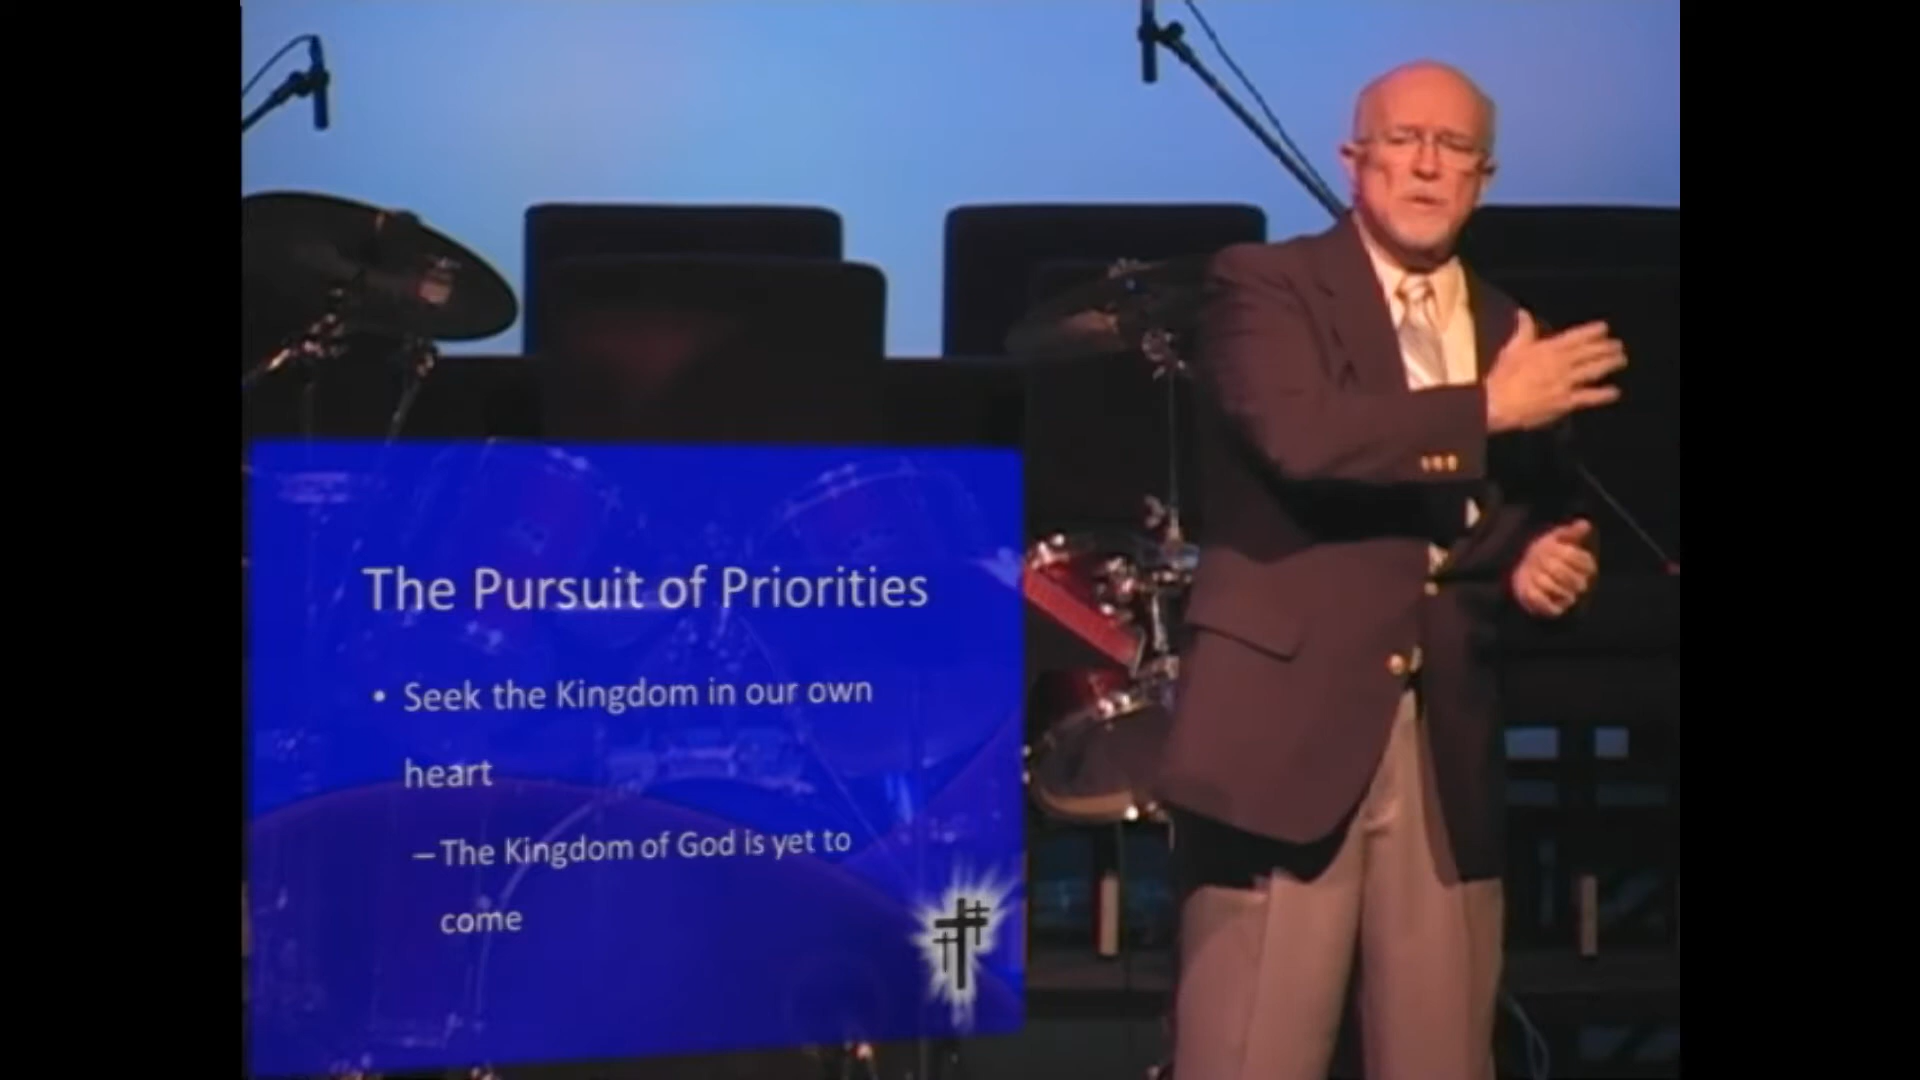 The Pursuit of Priorities
• Seek the Kingdom in our own
heart
– The Kingdom of God is yet to
come